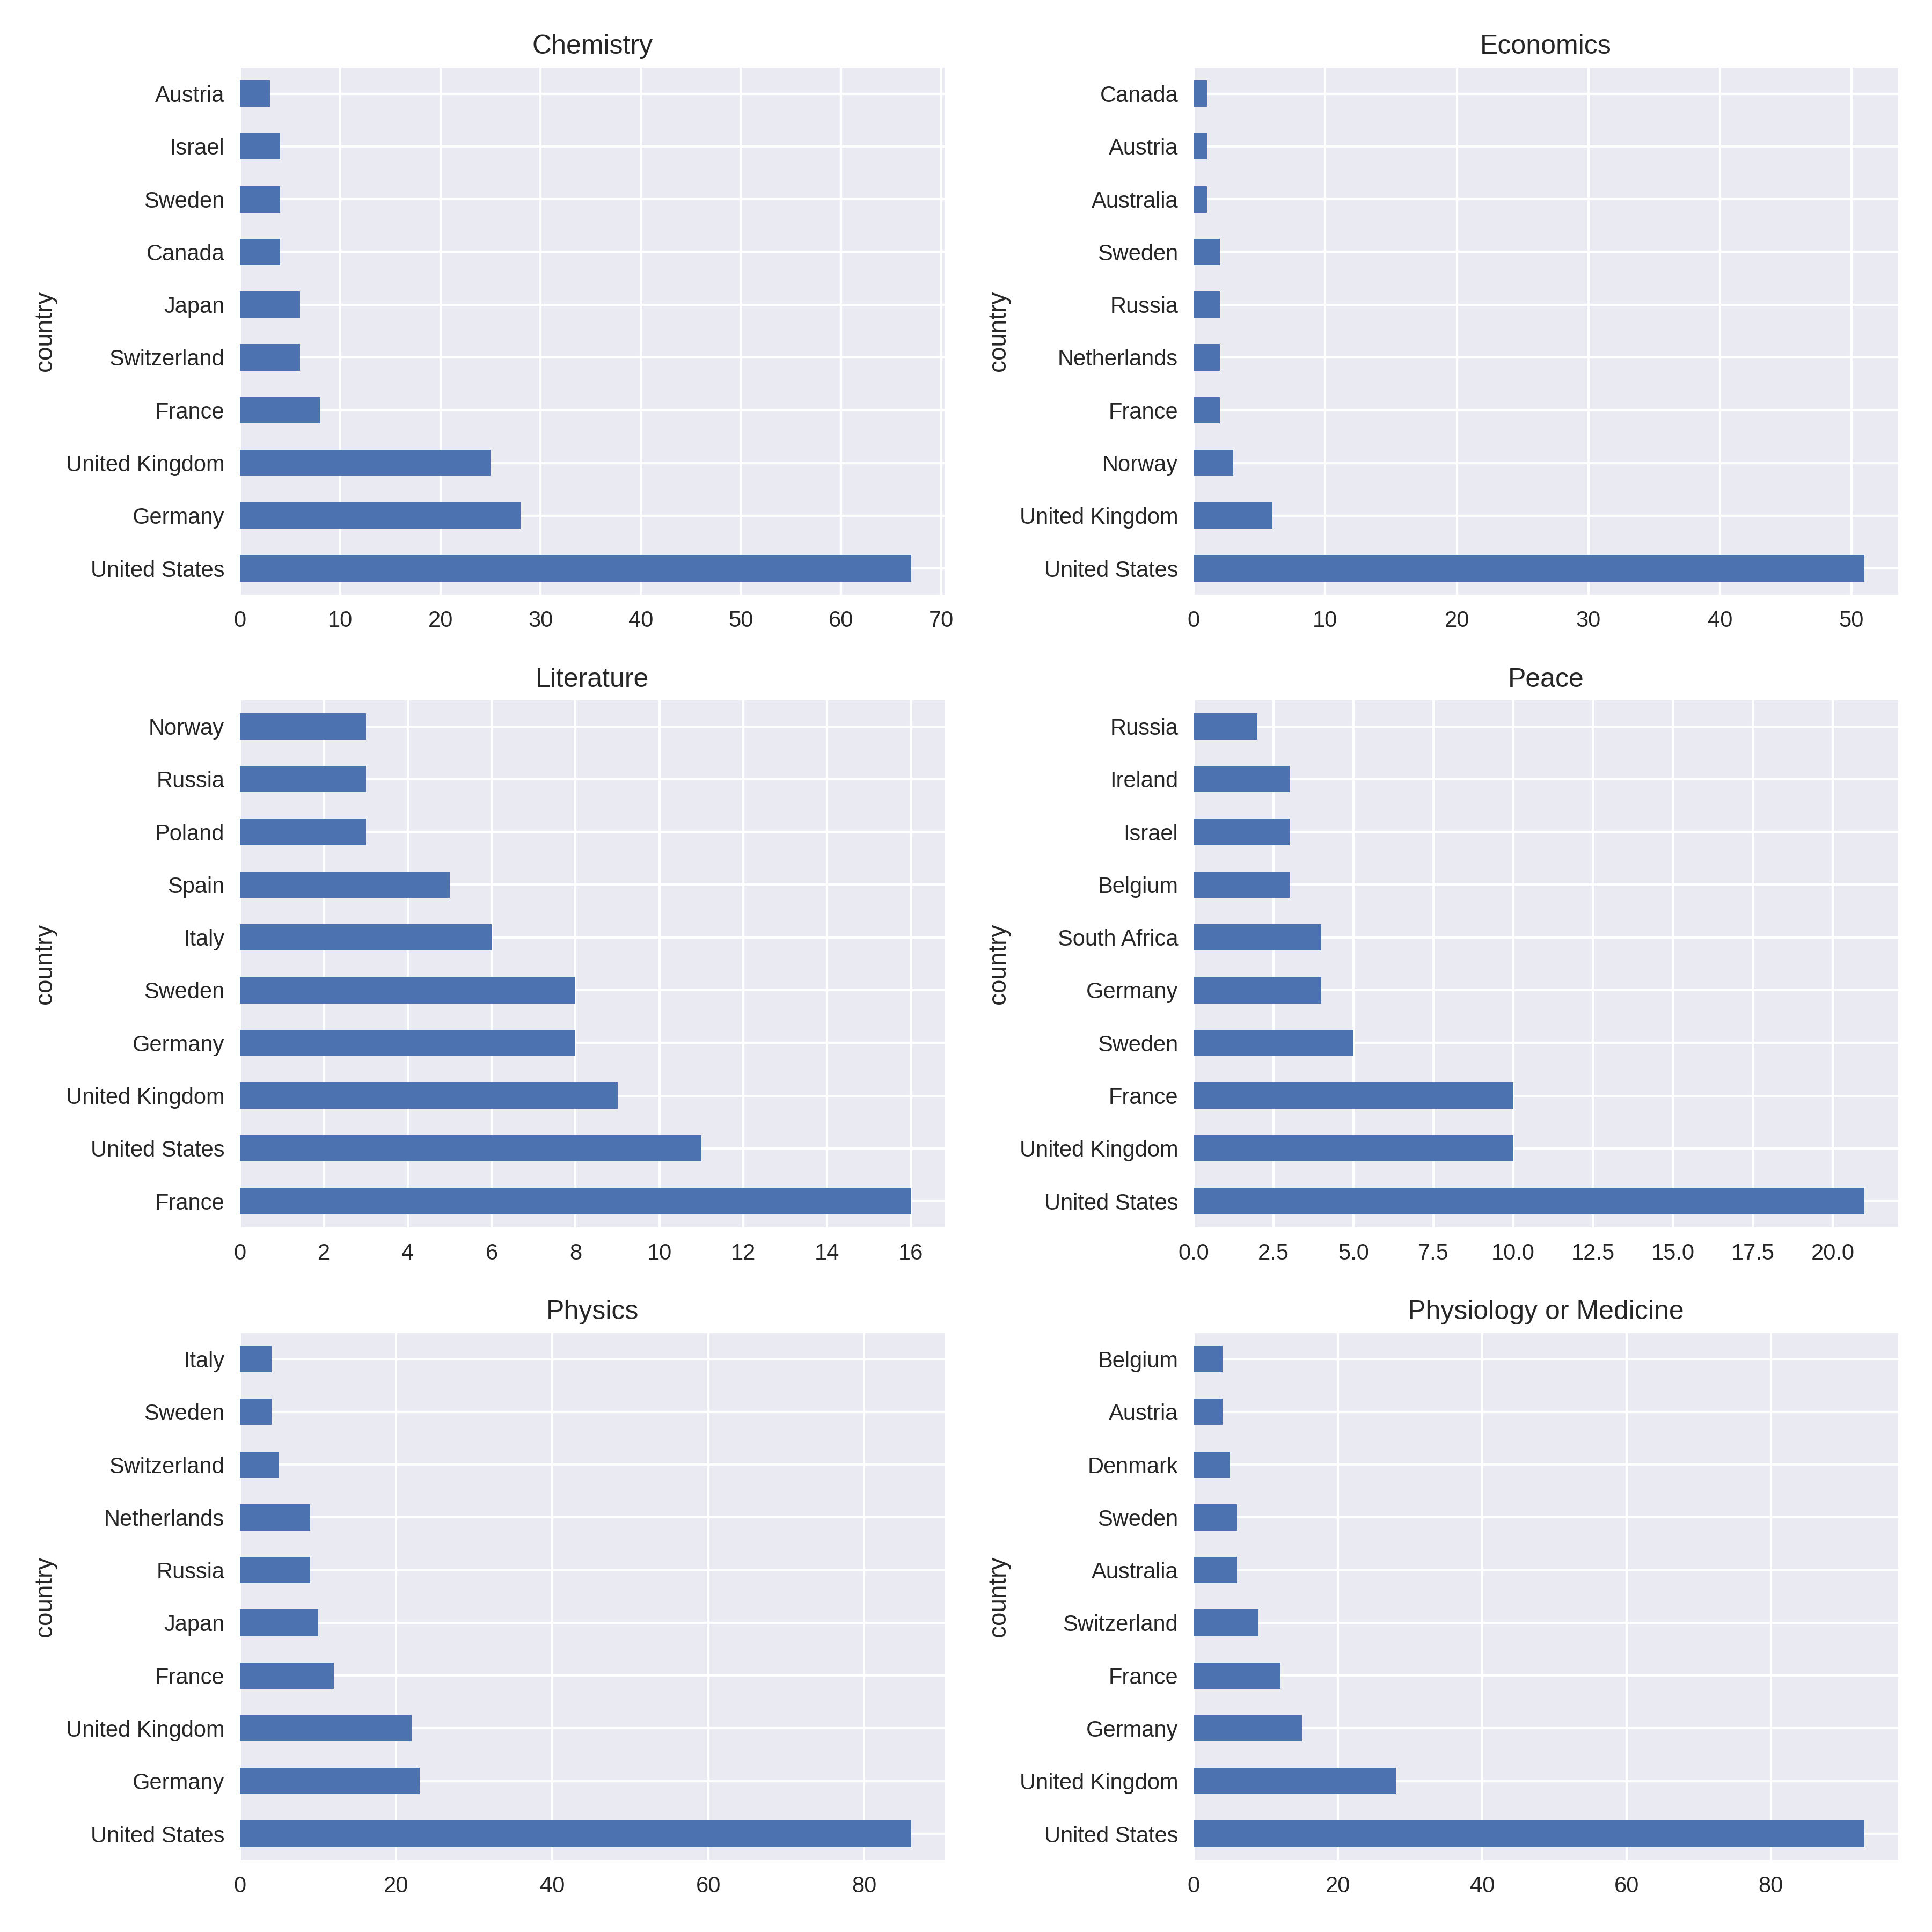 Chemistry
country
Austria
Israel
Sweden
Canada
Japan
Switzerland
France
United Kingdom
Germany
United States
0 10 20 30 40 50 60 70
Economics
country
Canada
Austria
Australia
Sweden
Russia
Netherlands
France
Norway
United Kingdom
United States
0 10 20 30 40 50
Literature
country
Norway
Russia
Poland
Spain
Italy
Sweden
Germany
United Kingdom
United States
France
0 2 4 6 8 10 12 14 16
Peace
country
Russia
Ireland
Israel
Belgium
South Africa
Germany
Sweden
France
United Kingdom
United States
0.0 2.5 5.0 7.5 10.0 12.5 15.0 17.5 20.0
Physics
country
Italy
Sweden
Switzerland
Netherlands
Russia
Japan
France
United Kingdom
Germany
United States
0 20 40 60 80
Physiology or Medicine
country
Belgium
Austria
Denmark
Sweden
Australia
Switzerland
France
Germany
United Kingdom
United States
0 20 40 60 80